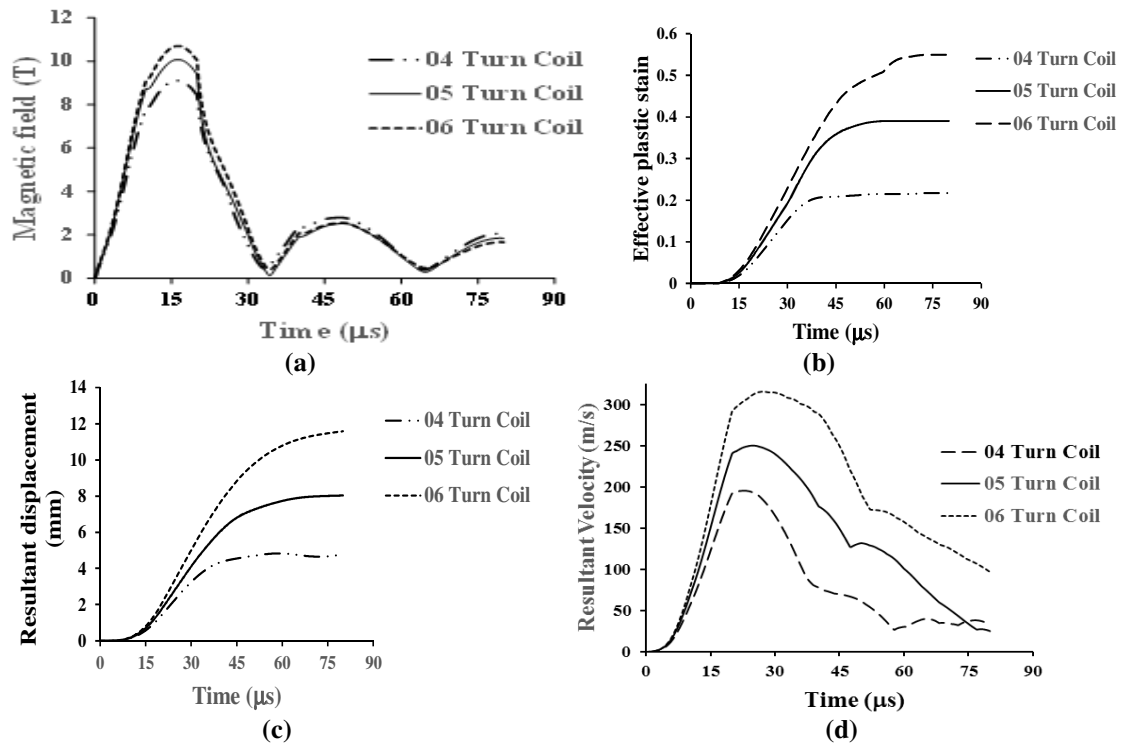 Magnetic field (T)
12
10
8
6
4
2
0
0 15 30 45 60 75 90
Time (µs)
04 Turn Coil
05 Turn Coil
06 Turn Coil
(a)
Effective plastic stain
0.6
0.5
0.4
0.3
0.2
0.1
0
0 15 30 45 60 75 90
Time (µs)
04 Turn Coil
05 Turn Coil
06 Turn Coil
(b)
Resultant displacement
(mm)
14
12
10
8
6
4
2
0
0 15 30 45 60 75 90
Time (µs)
04 Turn Coil
05 Turn Coil
06 Turn Coil
(c)
Resultant Velocity (m/s)
300
250
200
150
100
50
0
0 15 30 45 60 75 90
Time (µs)
04 Turn Coil
05 Turn Coil
06 Turn Coil
(d)